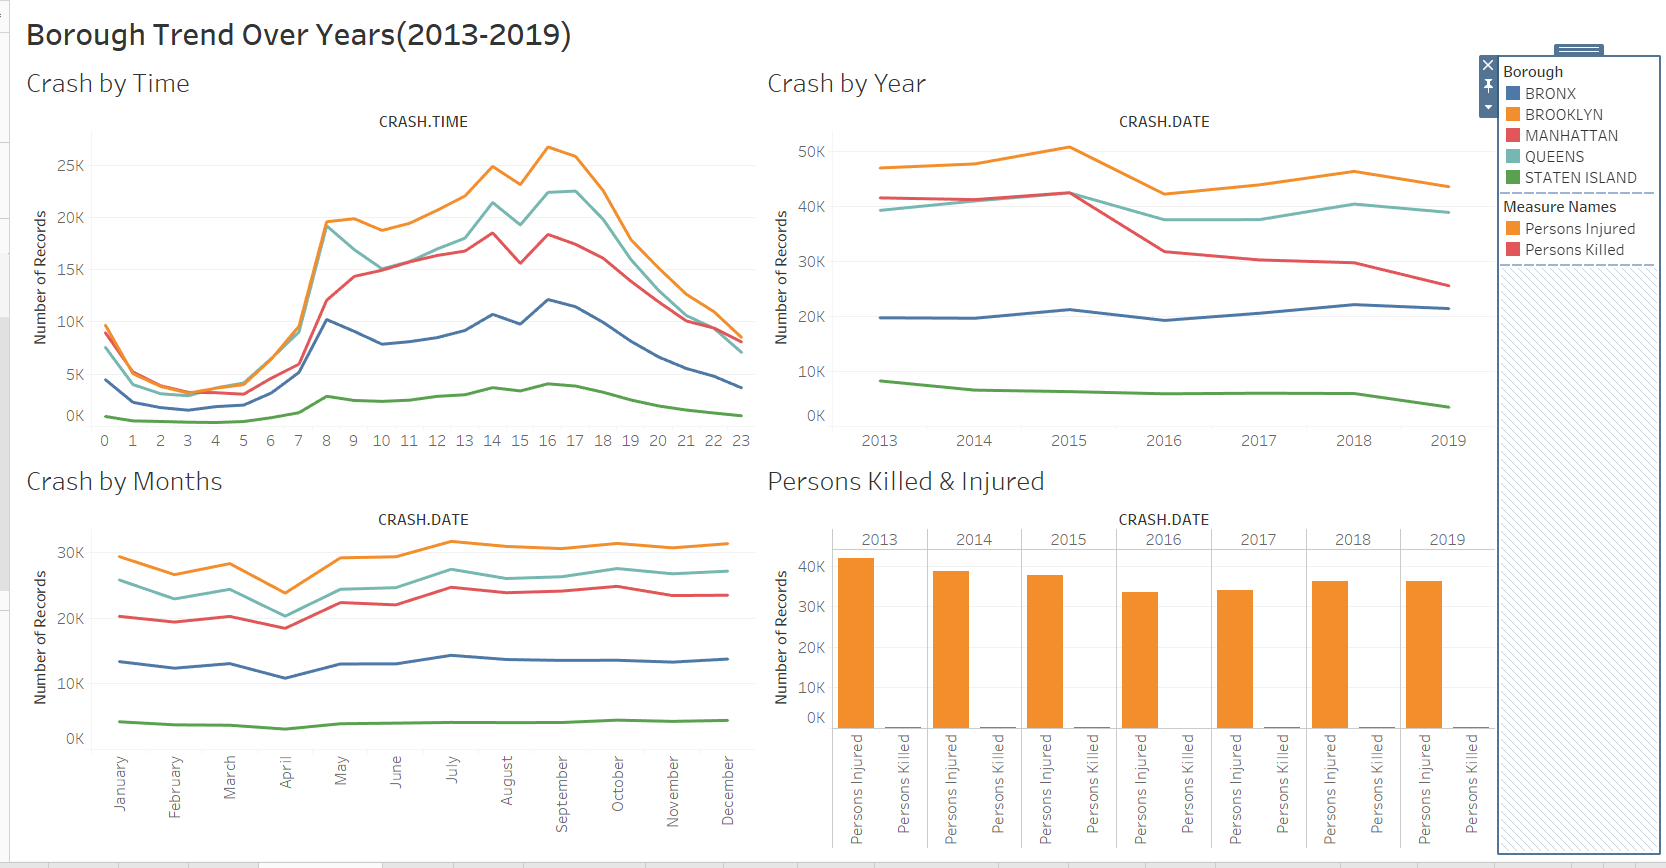 Borough Trend Over Years(2013-2019)
Crash by Time
CRASH.TIME
Number of Records
25K
20K
15K
10K
5K
0K
0 1 2 3 4 5 6 7 8 9 10 11 12 13 14 15 16 17 18 19 20 21 22 23
Crash by Year
CRASH.DATE
Number of Records
50K
40K
30K
20K
10K
0K
2013 2014 2015 2016 2017 2018 2019
Borough
BRONX
BROOKLYN
MANHATTAN
QUEENS
STATEN ISLAND
Measure Names
Persons Injured
Persons Killed
Crash by Months
CRASH.DATE
Number of Records
30K
20K
10K
0K
January February March April May June July August September October November December
Persons Killed & Injured
CRASH.DATE
2013 2014 2015 2016 2017 2018 2019
Number of Records
40K
30K
20K
10K
0K
Persons Injured Persons Killed Persons Injured Persons Killed Persons Injured Persons Killed Persons Injured Persons Killed Persons Injured Persons Killed Persons Injured Persons Killed Persons Injured Persons Killed